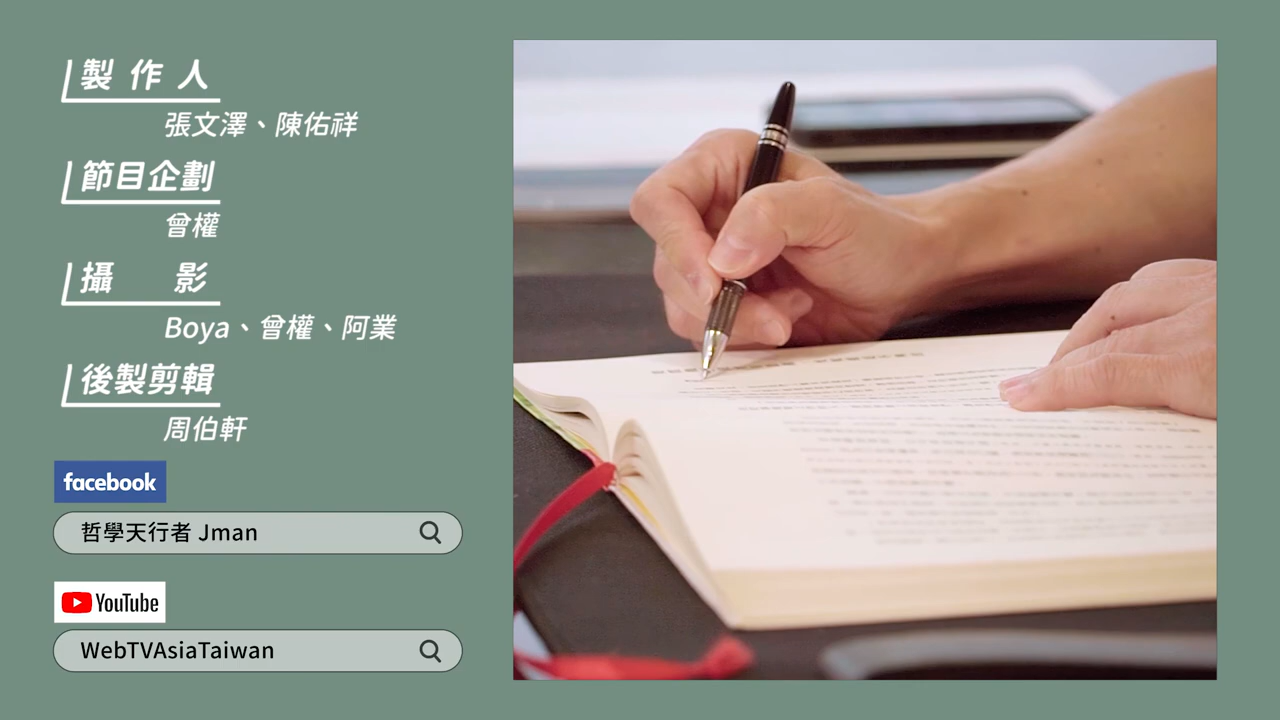 製作人
張文澤、陳佑祥
節目企劃
曾權
攝影
Boya、曾權、阿業
後製剪輯
周伯軒
facebook
哲學天行者 Jman
YouTube
WebTVAsiaTaiwan